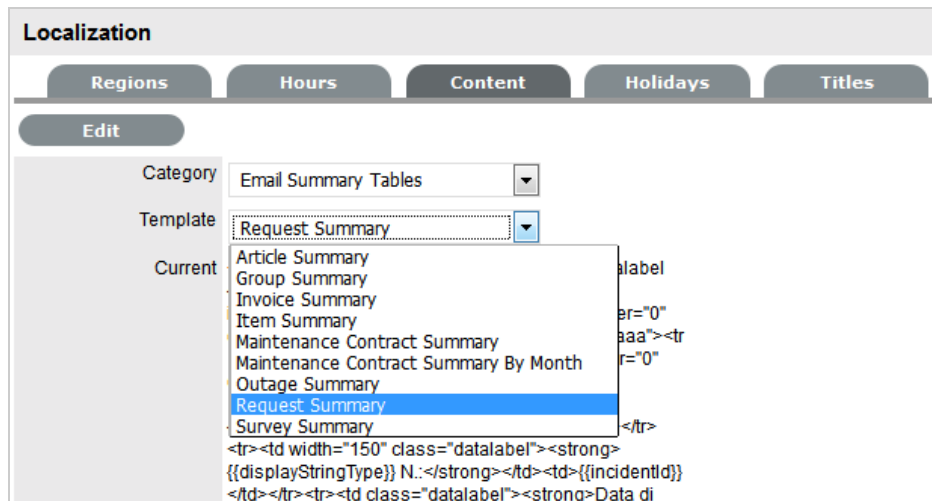 Localization
Regions Hours Content Holidays Titles
Edit
Category Email Summary Tables
Template Request Summary
Current
Article Summary
Group Summary
Invoice Summary
Item Summary
Maintenance Contract Summary
Maintenance Contract Summary By Month
Outage Summary
Request Summary
Survey Summary
alabel
er="0"
aaa"><tr
r="0"
</tr>
<tr><td width="150" class="datalabel"><strong>
{{displayStringType}} N.:</strong></td><td>{{incidentId}}
</td></tr><tr><td class="datalabel"><strong>Data di